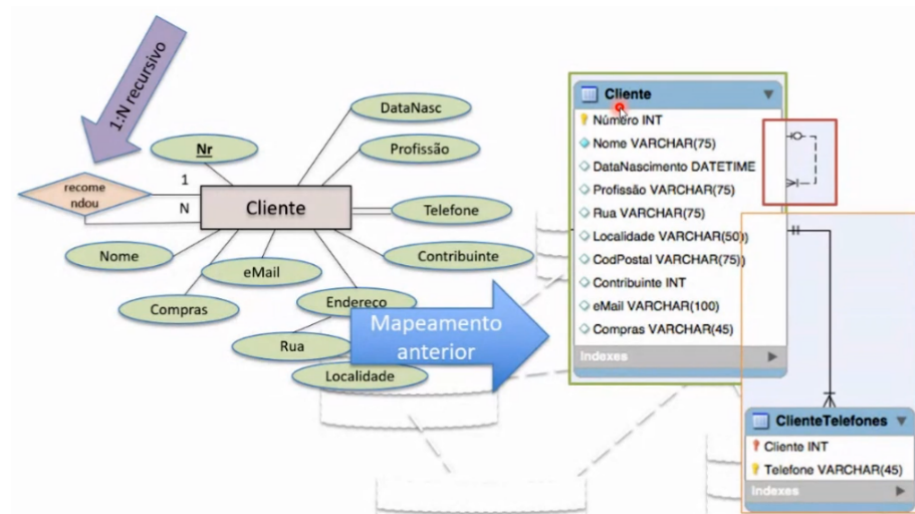 1:N recursivo
DataNasc
Nr
Profissão
recome
ndou
1
N
Cliente
Telefone
Nome
eMail
Contribuinte
Compras
Endereço
Rua
Localidade
Mapeamento
anterior
Cliente
Número INT
Nome VARCHAR(75)
DataNascimento DATETIME
Profissão VARCHAR(75)
Rua VARCHAR(75)
Localidade VARCHAR(50)
CodPostal VARCHAR(75)
Contribuinte INT
eMail VARCHAR(100)
Compras VARCHAR(45)
Indexes
ClienteTelefones
Cliente INT
Telefone VARCHAR(45)
Indexes